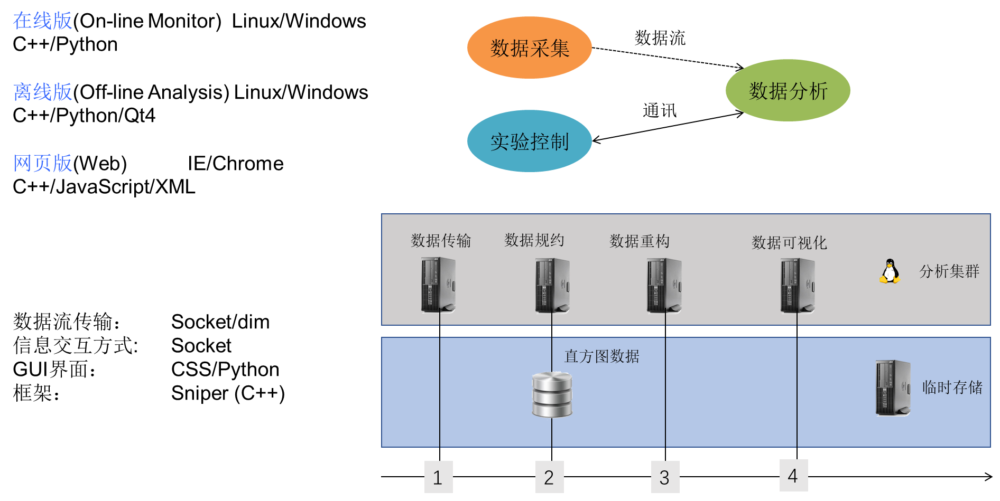 在线版(On-line Monitor) Linux/Windows
C++/Python
离线版(Off-line Analysis) Linux/Windows
C++/Python/Qt4
网页版(Web) IE/Chrome
C++/JavaScript/XML
数据流传输： Socket/dim
信息交互方式: Socket
GUI界面： CSS/Python
框架： Sniper (C++)
数据采集
数据流
数据分析
通讯
实验控制
数据传输
数据规约
数据重构
数据可视化
分析集群
直方图数据
临时存储
1
2
3
4